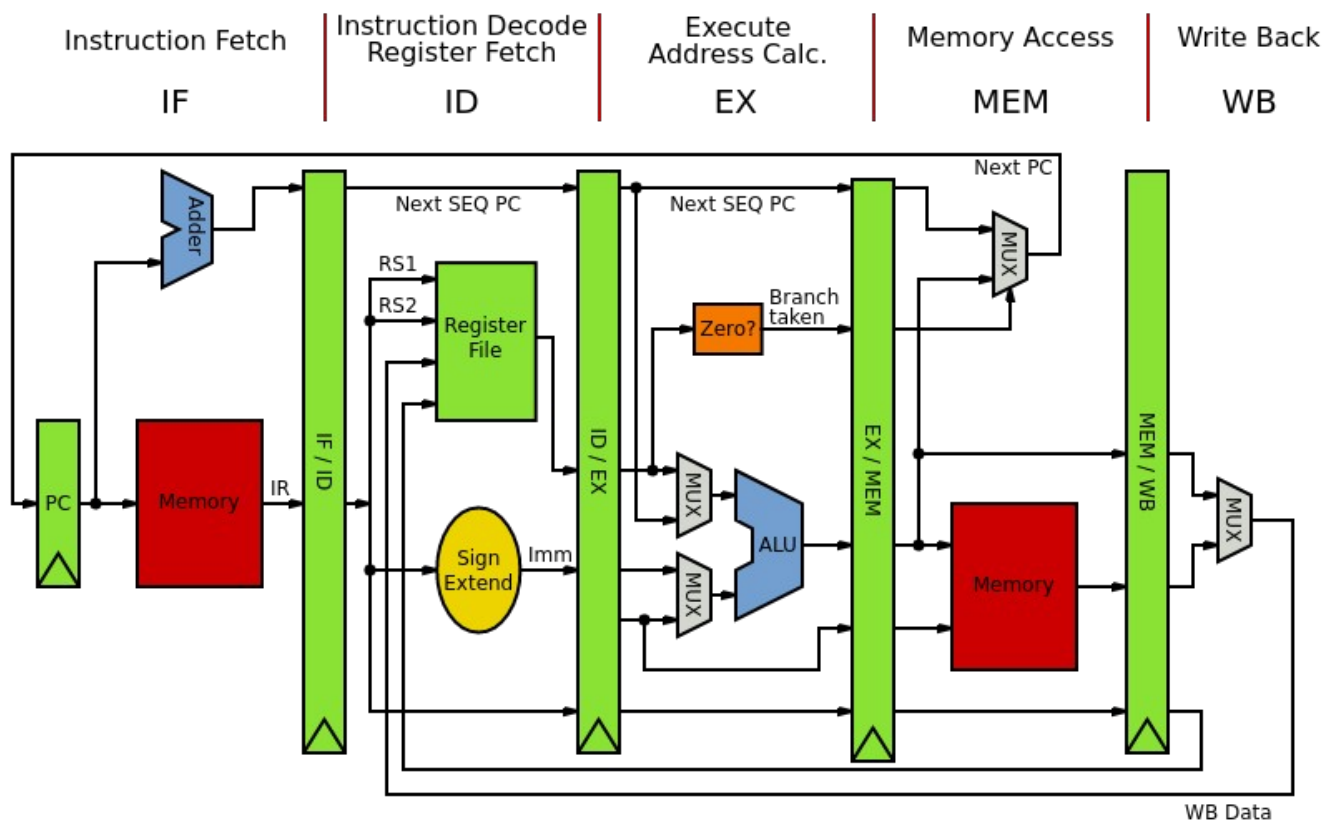 Instruction Fetch
IF
Instruction Decode
Register Fetch
ID
Execute
Address Calc.
EX
Memory Access
MEM
Write Back
WB
Next PC
Adder
Next SEQ PC
Next SEQ PC
MUX
RS1
RS2
Register
File
Branch
taken
Zero?
IF / ID
ID / EX
EX / MEM
MEM / WB
PC
Memory
IR
Sign
Extend
Imm
MUX
MUX
ALU
Memory
MUX
WB Data